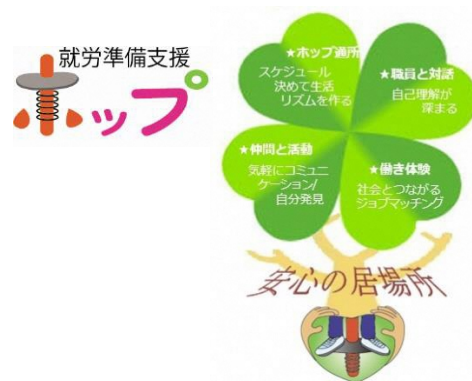 就労準備支援
ホップ
★ホップ通所
スケジュール
決めて生活
リズムを作る
★職員と対話
自己理解が
深まる
★仲間と活動
気軽にコミュニ
ケーション/
自分発見
★働き体験
社会とつながる
ジョブマッチング
安心の居場所